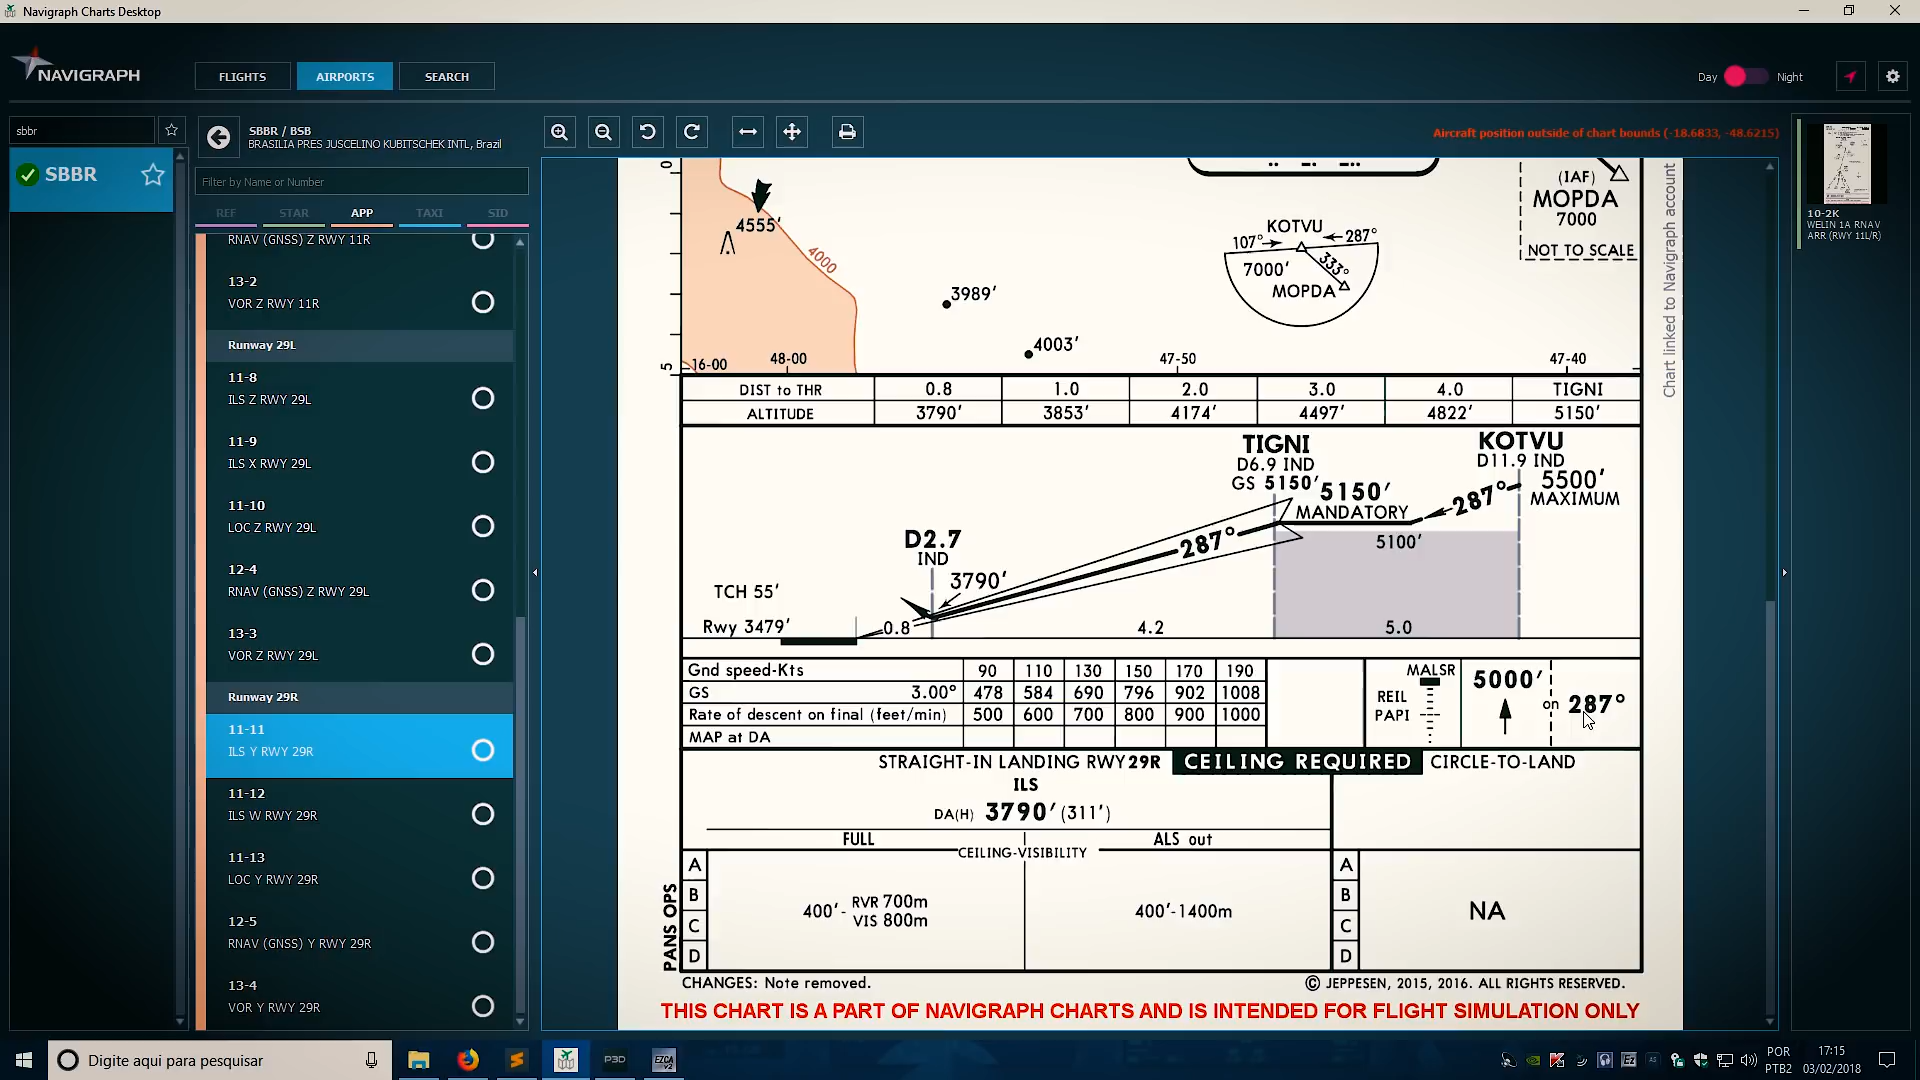 Navigraph Charts Desktop
NAVIGRAPH
FLIGHTS
AIRPORTS
SEARCH
Day
Night
sbbr
SBBR / BSB
BRASILIA PRES JUSCELINO KUBITSCHEK INTL, Brazil
Aircraft position outside of chart bounds (-18.6833, -48.6215)
SBBR
Filter by Name or Number
REF
STAR
APP
TAXI
SID
RNAV (GNSS) Z RWY 11R
13-2
VOR Z RWY 11R
Runway 29L
11-8
ILS Z RWY 29L
11-9
ILS X RWY 29L
11-10
LOC Z RWY 29L
12-4
RNAV (GNSS) Z RWY 29L
13-3
VOR Z RWY 29L
Runway 29R
11-11
ILS Y RWY 29R
11-12
ILS W RWY 29R
11-13
LOC Y RWY 29R
12-5
RNAV (GNSS) Y RWY 29R
13-4
VOR Y RWY 29R
10-2K
WELIN 1A RNAV
ARR (RWY 11L/R)
Chart linked to Navigraph account
0
5
4555'
4000
3989'
4003'
16-00
48-00
47-50
47-40
KOTVU
107°
287°
7000'
333°
MOPDA
(IAF)
MOPDA
7000
NOT TO SCALE
DIST to THR 0.8 1.0 2.0 3.0 4.0 TIGNI
ALTITUDE 3790' 3853' 4174' 4497' 4822' 5150'
TIGNI
D6.9 IND
GS 5150'
KOTVU
D11.9 IND
5500'
MAXIMUM
5150'
MANDATORY
287°
5100'
287°
D2.7
IND
3790'
TCH 55'
Rwy 3479'
0.8
4.2
5.0
Gnd speed-Kts 90 110 130 150 170 190
GS 3.00° 478 584 690 796 902 1008
Rate of descent on final (feet/min) 500 600 700 800 900 1000
MAP at DA
MALSR
REIL
PAPI
5000'
on 287°
STRAIGHT-IN LANDING RWY 29R
CEILING REQUIRED
CIRCLE-TO-LAND
ILS
DA(H) 3790' (311')
FULL
ALS out
CEILING-VISIBILITY
PANS OPS
A
B
C
D
400'- RVR 700m
VIS 800m
400'-1400m
A
B
C
D
NA
CHANGES: Note removed.
© JEPPESEN, 2015, 2016. ALL RIGHTS RESERVED.
THIS CHART IS A PART OF NAVIGRAPH CHARTS AND IS INTENDED FOR FLIGHT SIMULATION ONLY
Digite aqui para pesquisar
P3D
EZCA
v2
POR
PTB2
17:15
03/02/2018